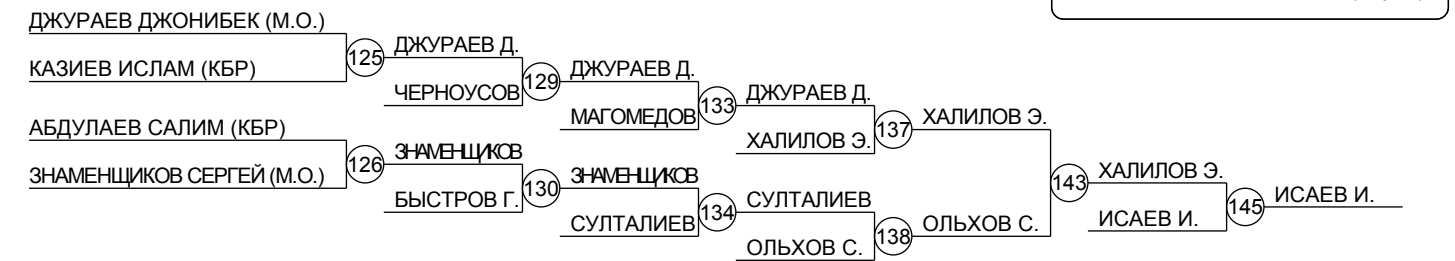 ДЖУРАЕВ ДЖОНИБЕК (М.О.)
125
ДЖУРАЕВ Д.
КАЗИЕВ ИСЛАМ (КБР)
129
ДЖУРАЕВ Д.
ЧЕРНОУСОВ
133
ДЖУРАЕВ Д.
МАГОМЕДОВ
137
ХАЛИЛОВ Э.
АБДУЛАЕВ САЛИМ (КБР)
ХАЛИЛОВ Э.
126
ЗНАМЕНЩИКОВ
ЗНАМЕНЩИКОВ СЕРГЕЙ (М.О.)
130
ЗНАМЕНЩИКОВ
143
ХАЛИЛОВ Э.
БЫСТРОВ Г.
134
СУЛТАЛИЕВ
145
ИСАЕВ И.
СУЛТАЛИЕВ
138
ОЛЬХОВ С.
ИСАЕВ И.
ОЛЬХОВ С.